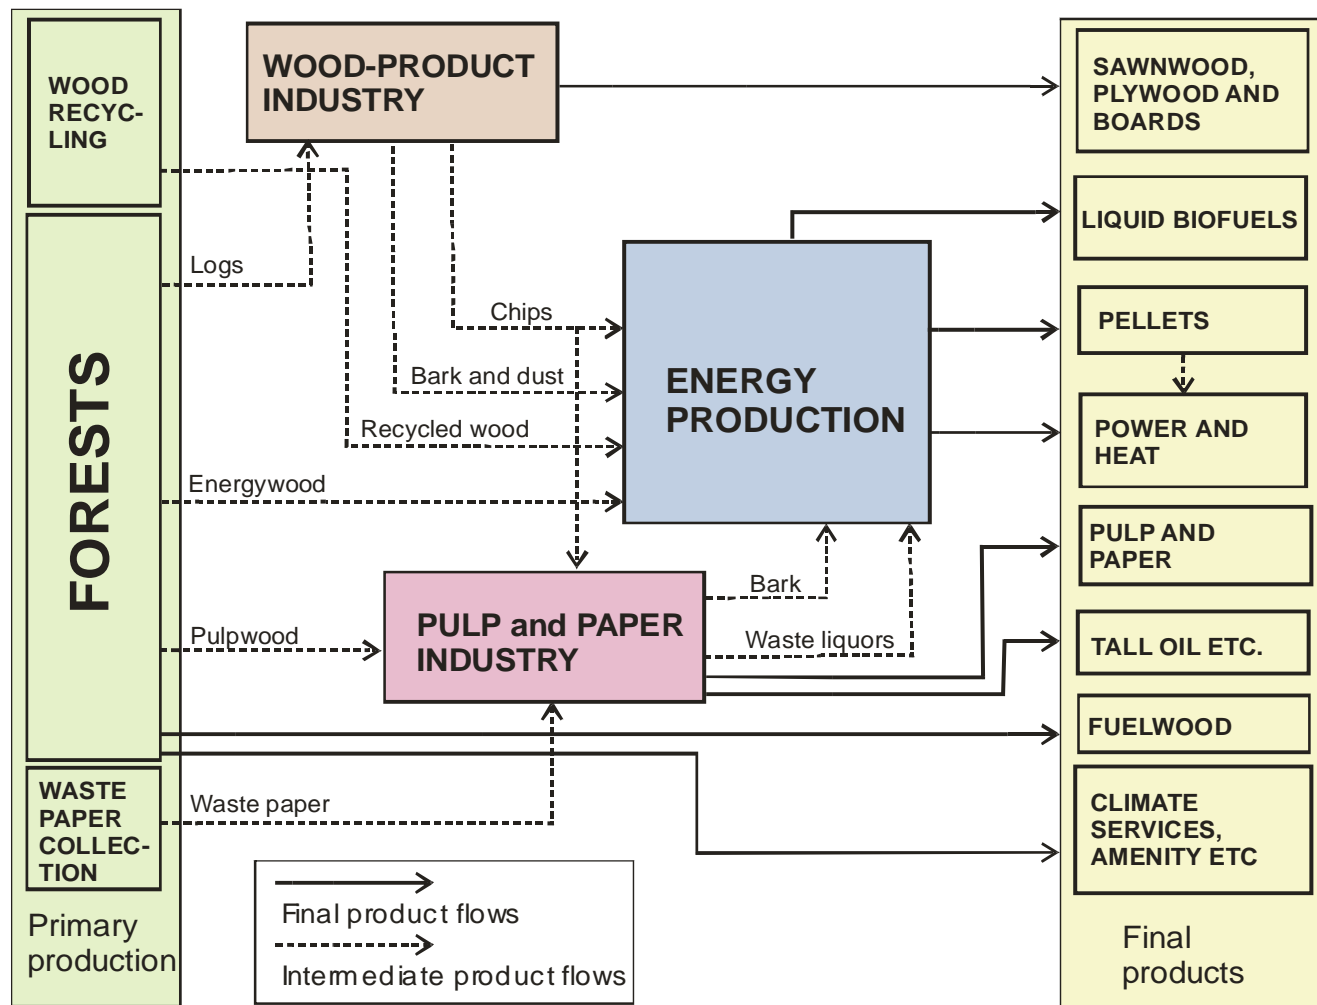 WOOD
RECYC-
LING
FORESTS
WASTE
PAPER
COLLEC-
TION
Primary
production
WOOD-PRODUCT
INDUSTRY
Logs
Chips
Bark and dust
Recycled wood
Energywood
Pulpwood
Waste paper
ENERGY
PRODUCTION
PULP and PAPER
INDUSTRY
Bark
Waste liquors
Final product flows
Intermediate product flows
SAWNWOOD,
PLYWOOD AND
BOARDS
LIQUID BIOFUELS
PELLETS
POWER AND
HEAT
PULP AND
PAPER
TALL OIL ETC.
FUELWOOD
CLIMATE
SERVICES,
AMENITY ETC
Final
products